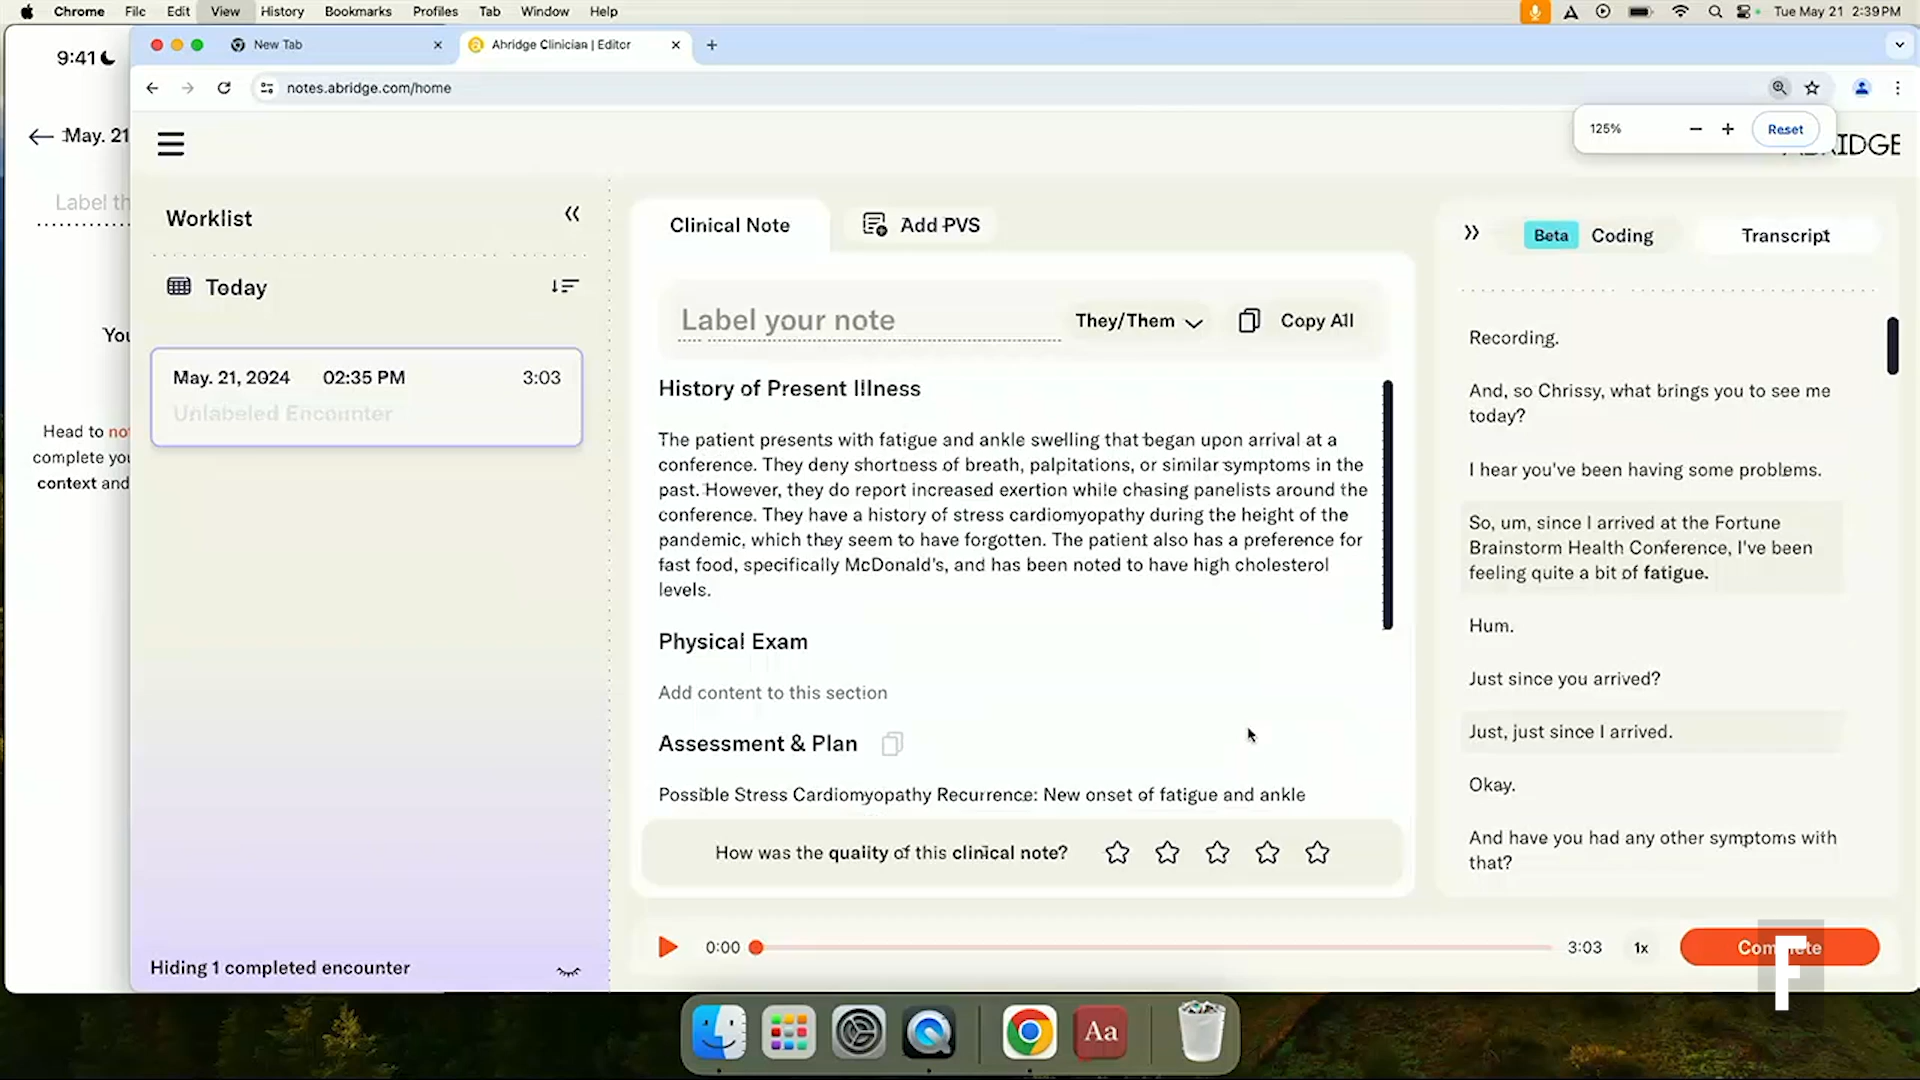 Chrome File Edit View History Bookmarks Profiles Tab Window Help Tue May 21 2:39 PM
9:41
New Tab
Abridge Clinician | Editor
notes.abridge.com/home
125%
Reset
May. 21
Label th
You
Head to
complete you
context and
Worklist
Today
May. 21, 2024 02:35 PM 3:03
Unlabeled Encounter
Hiding 1 completed encounter
Clinical Note
Add PVS
Label your note
They/Them
Copy All
History of Present Illness
The patient presents with fatigue and ankle swelling that began upon arrival at a
conference. They deny shortness of breath, palpitations, or similar symptoms in the
past. However, they do report increased exertion while chasing panelists around the
conference. They have a history of stress cardiomyopathy during the height of the
pandemic, which they seem to have forgotten. The patient also has a preference for
fast food, specifically McDonald's, and has been noted to have high cholesterol
levels.
Physical Exam
Add content to this section
Assessment & Plan
Possible Stress Cardiomyopathy Recurrence: New onset of fatigue and ankle
How was the quality of this clinical note?
0:00
3:03
1x
Beta Coding
Transcript
Recording.
And, so Chrissy, what brings you to see me
today?
I hear you've been having some problems.
So, um, since I arrived at the Fortune
Brainstorm Health Conference, I've been
feeling quite a bit of fatigue.
Hum.
Just since you arrived?
Just, just since I arrived.
Okay.
And have you had any other symptoms with
that?
F
Aa